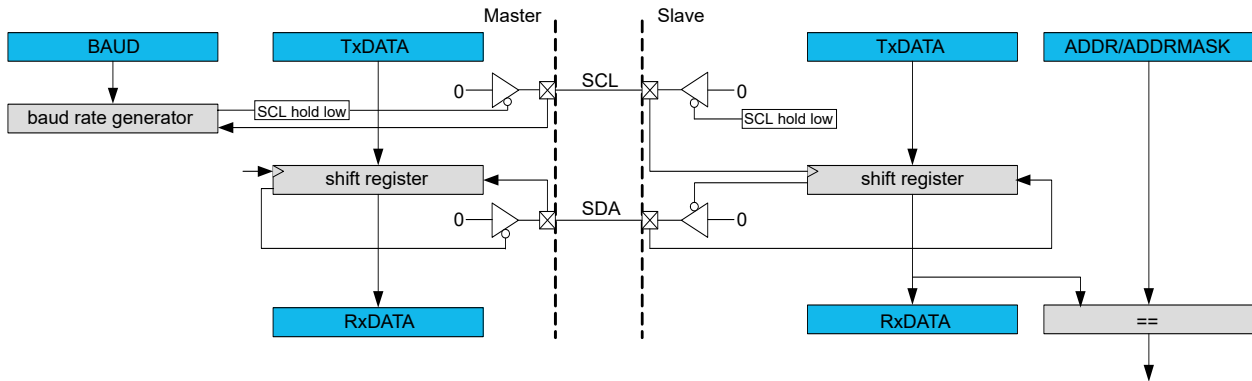 Master
Slave
BAUD
TxDATA
TxDATA
ADDR/ADDRMASK
SCL
0
0
SCL hold low
SCL hold low
baud rate generator
shift register
shift register
SDA
0
0
RxDATA
RxDATA
==